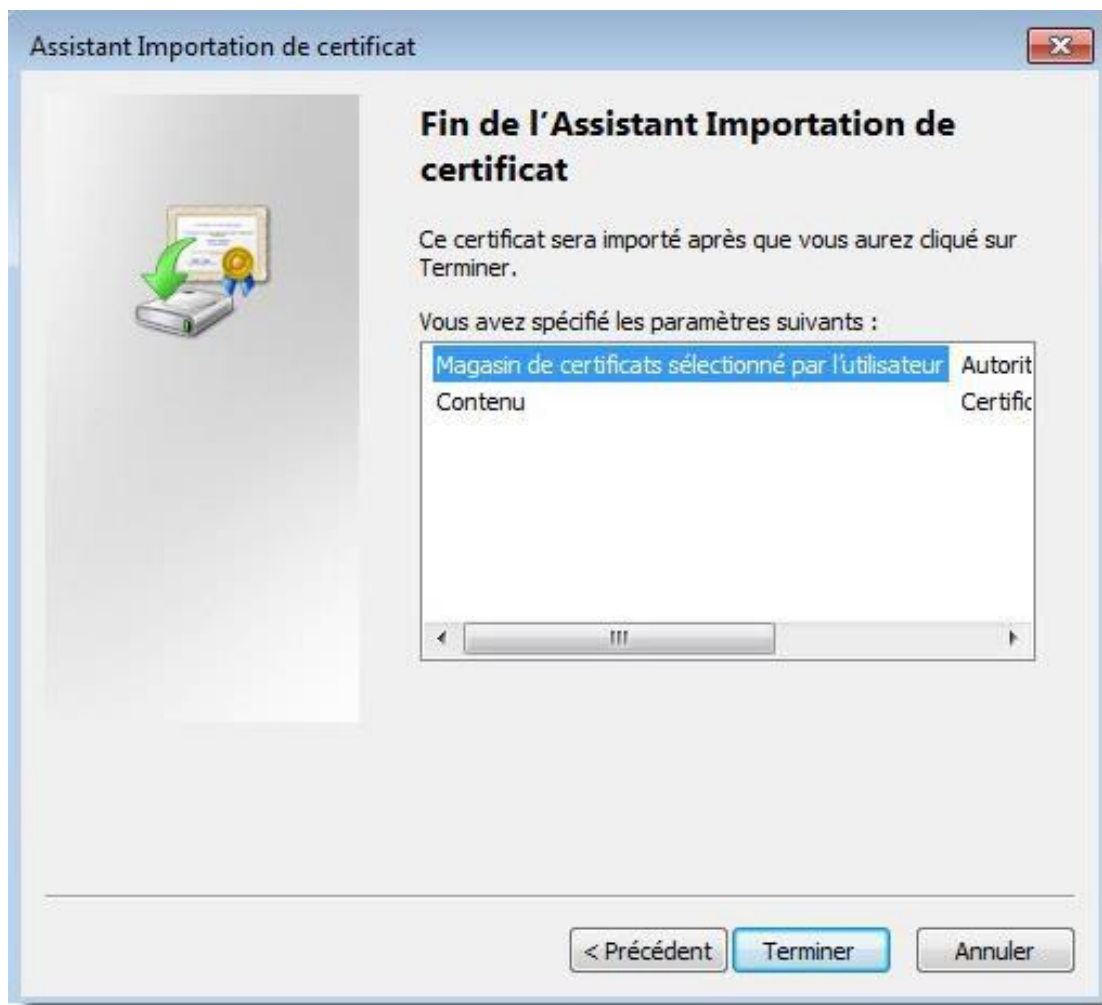 Assistant Importation de certificat
Fin de l’Assistant Importation de
certificat
Ce certificat sera importé après que vous aurez cliqué sur
Terminer.
Vous avez spécifié les paramètres suivants :
Magasin de certificats sélectionné par l’utilisateur Autorit
Contenu Certific
< Précédent Terminer Annuler